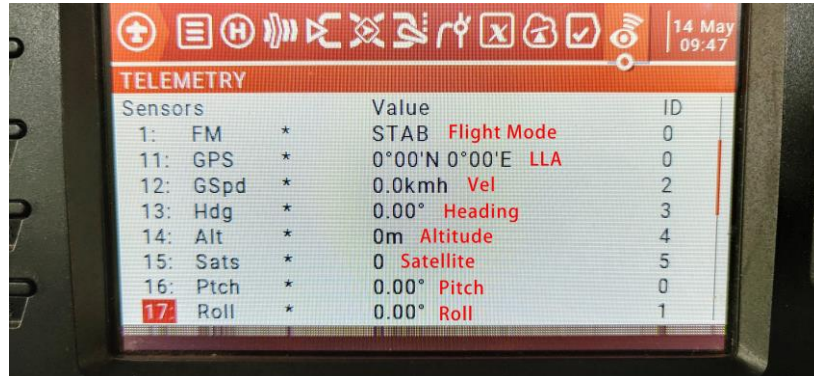 14 May
09:47
TELEMETRY
Sensors Value ID
1: FM * STAB Flight Mode 0
11: GPS * 0°00'N 0°00'E LLA 0
12: GSpd * 0.0kmh Vel 2
13: Hdg * 0.00° Heading 3
14: Alt * 0m Altitude 4
15: Sats * 0 Satellite 5
16: Ptch * 0.00° Pitch 0
17: Roll * 0.00° Roll 1